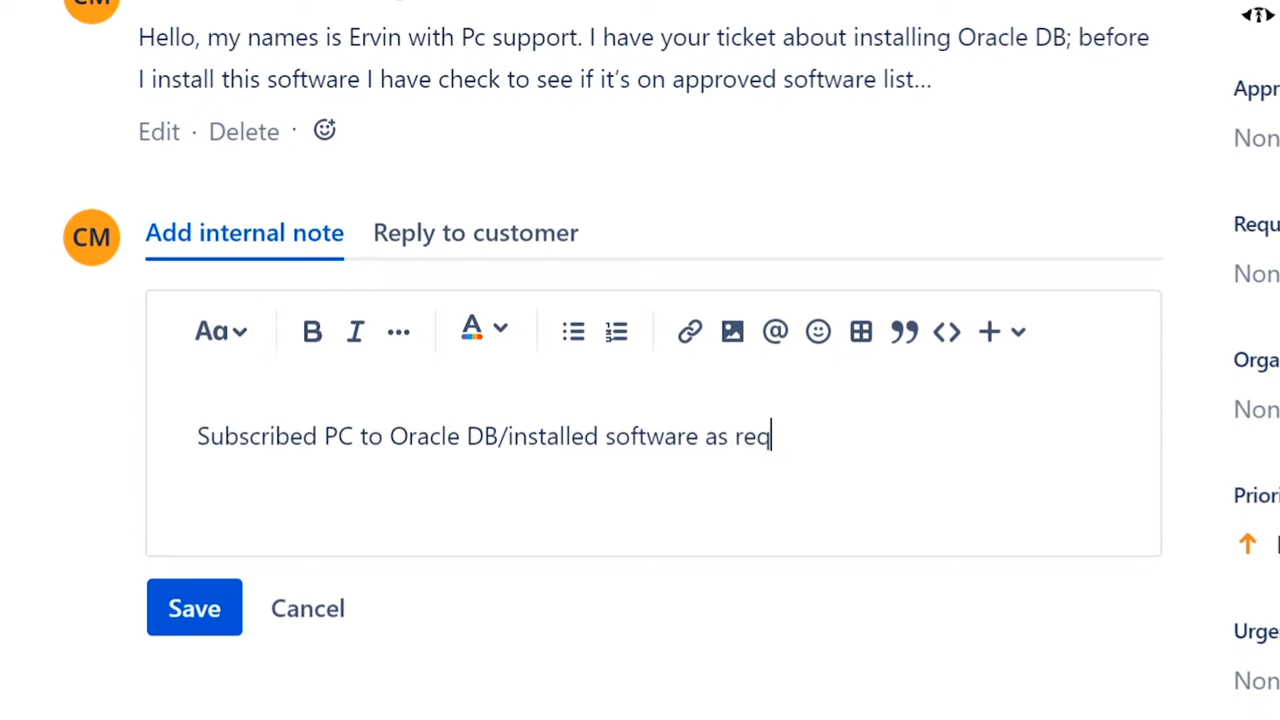 Hello, my names is Ervin with Pc support. I have your ticket about installing Oracle DB; before
I install this software I have check to see if it's on approved software list...
Edit · Delete ·
CM
Add internal note Reply to customer
Aa B I ... A @ +
Subscribed PC to Oracle DB/installed software as req
Save Cancel
Appr
Non
Requ
Non
Orga
Non
Priori
Urge
Non